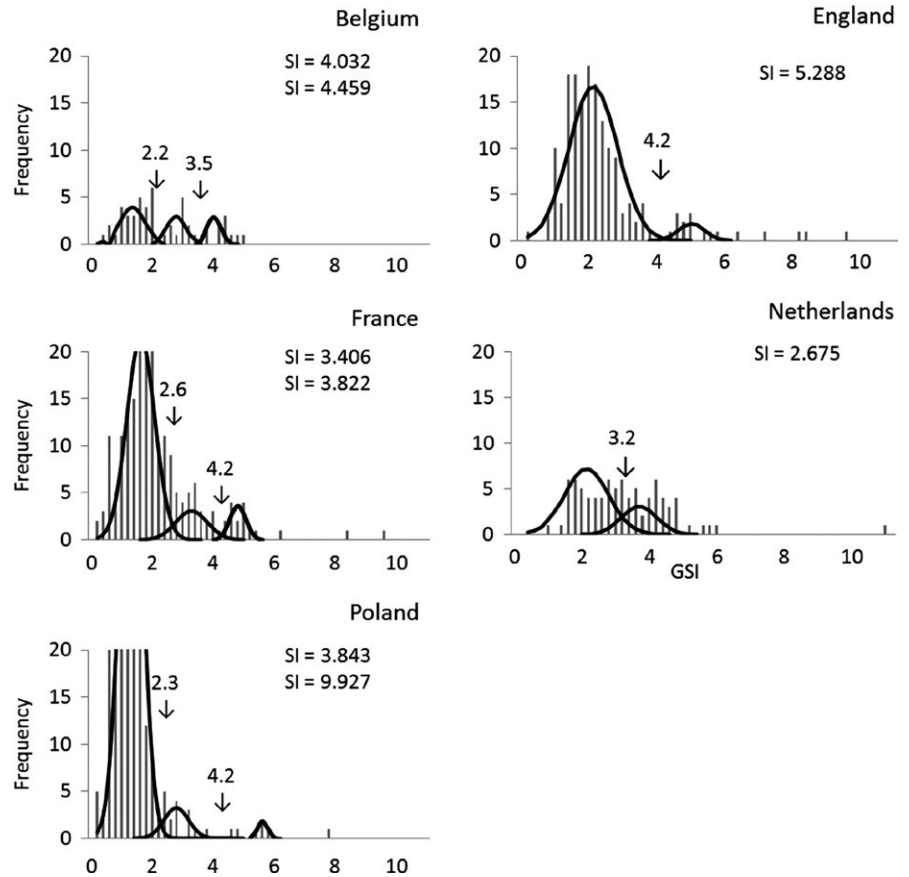 Belgium
SI = 4.032
SI = 4.459
20
15
10
5
0
Frequency
2.2
3.5
0 2 4 6 8 10
England
SI = 5.288
20
15
10
5
0
4.2
0 2 4 6 8 10
France
SI = 3.406
SI = 3.822
20
15
10
5
0
Frequency
2.6
4.2
0 2 4 6 8 10
Netherlands
SI = 2.675
20
15
10
5
0
3.2
0 2 4 6 8 10
GSI
Poland
SI = 3.843
SI = 9.927
20
15
10
5
0
Frequency
2.3
4.2
0 2 4 6 8 10